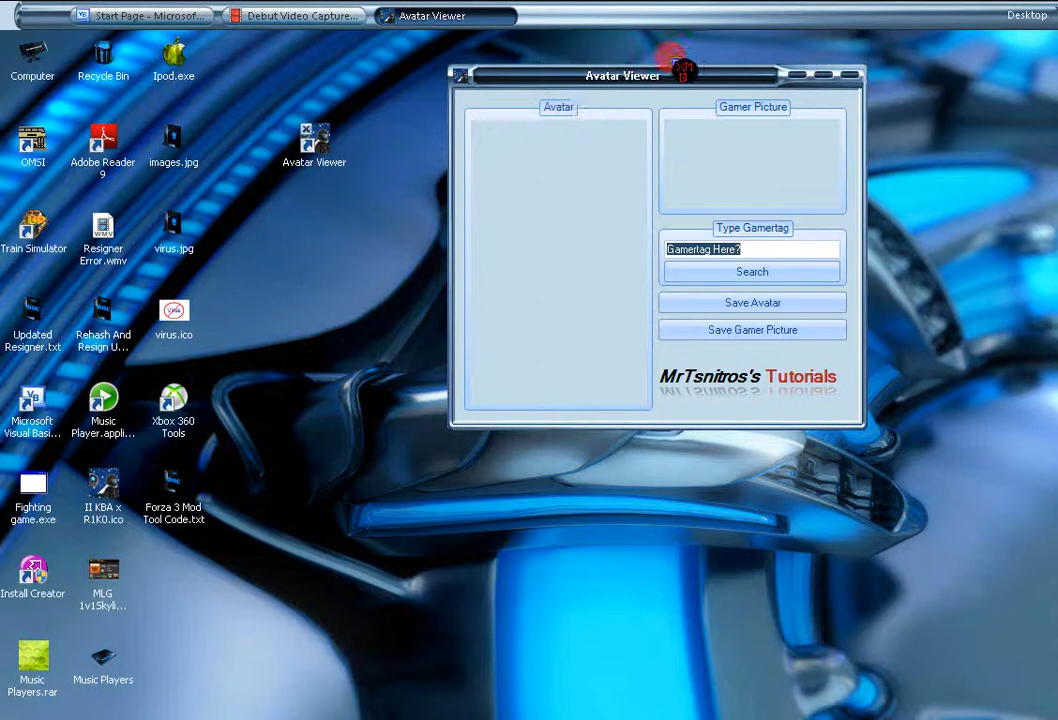 Start Page - Microsof...
Debut Video Capture...
Avatar Viewer
Desktop
Computer
Recycle Bin
Ipod.exe
OMSI
Adobe Reader
9
images.jpg
Avatar Viewer
Train Simulator
Resigner
Error.wmv
virus.jpg
Updated
Resigner.txt
Rehash And
Resign U...
virus.ico
Microsoft
Visual Basi...
Music
Player.appli...
Xbox 360
Tools
Fighting
game.exe
II KBA x
R1K0.ico
Forza 3 Mod
Tool Code.txt
Install Creator
MLG
1v1Skyli...
Music
Players.rar
Music Players
Avatar Viewer
Avatar
Gamer Picture
Type Gamertag
Gamertag Here?
Search
Save Avatar
Save Gamer Picture
MrTsnitros's Tutorials